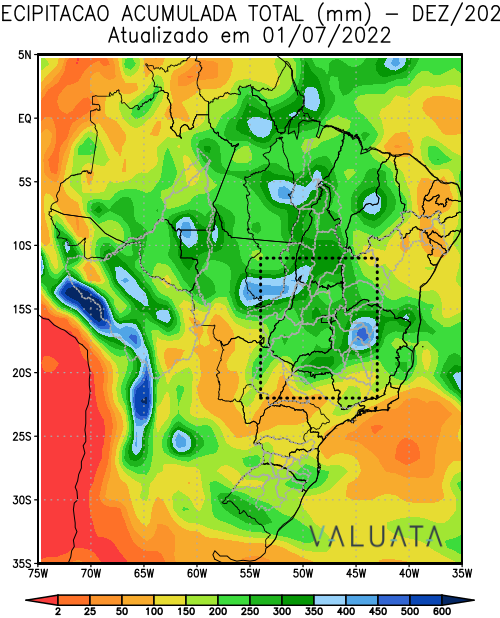 ECIPITACAO ACUMULADA TOTAL (mm) – DEZ/202
Atualizado em 01/07/2022
5N
EQ
5S
10S
15S
20S
25S
30S
35S
VALUATA
75W 70W 65W 60W 55W 50W 45W 40W 35W
2 25 50 100 150 200 250 300 350 400 450 500 600